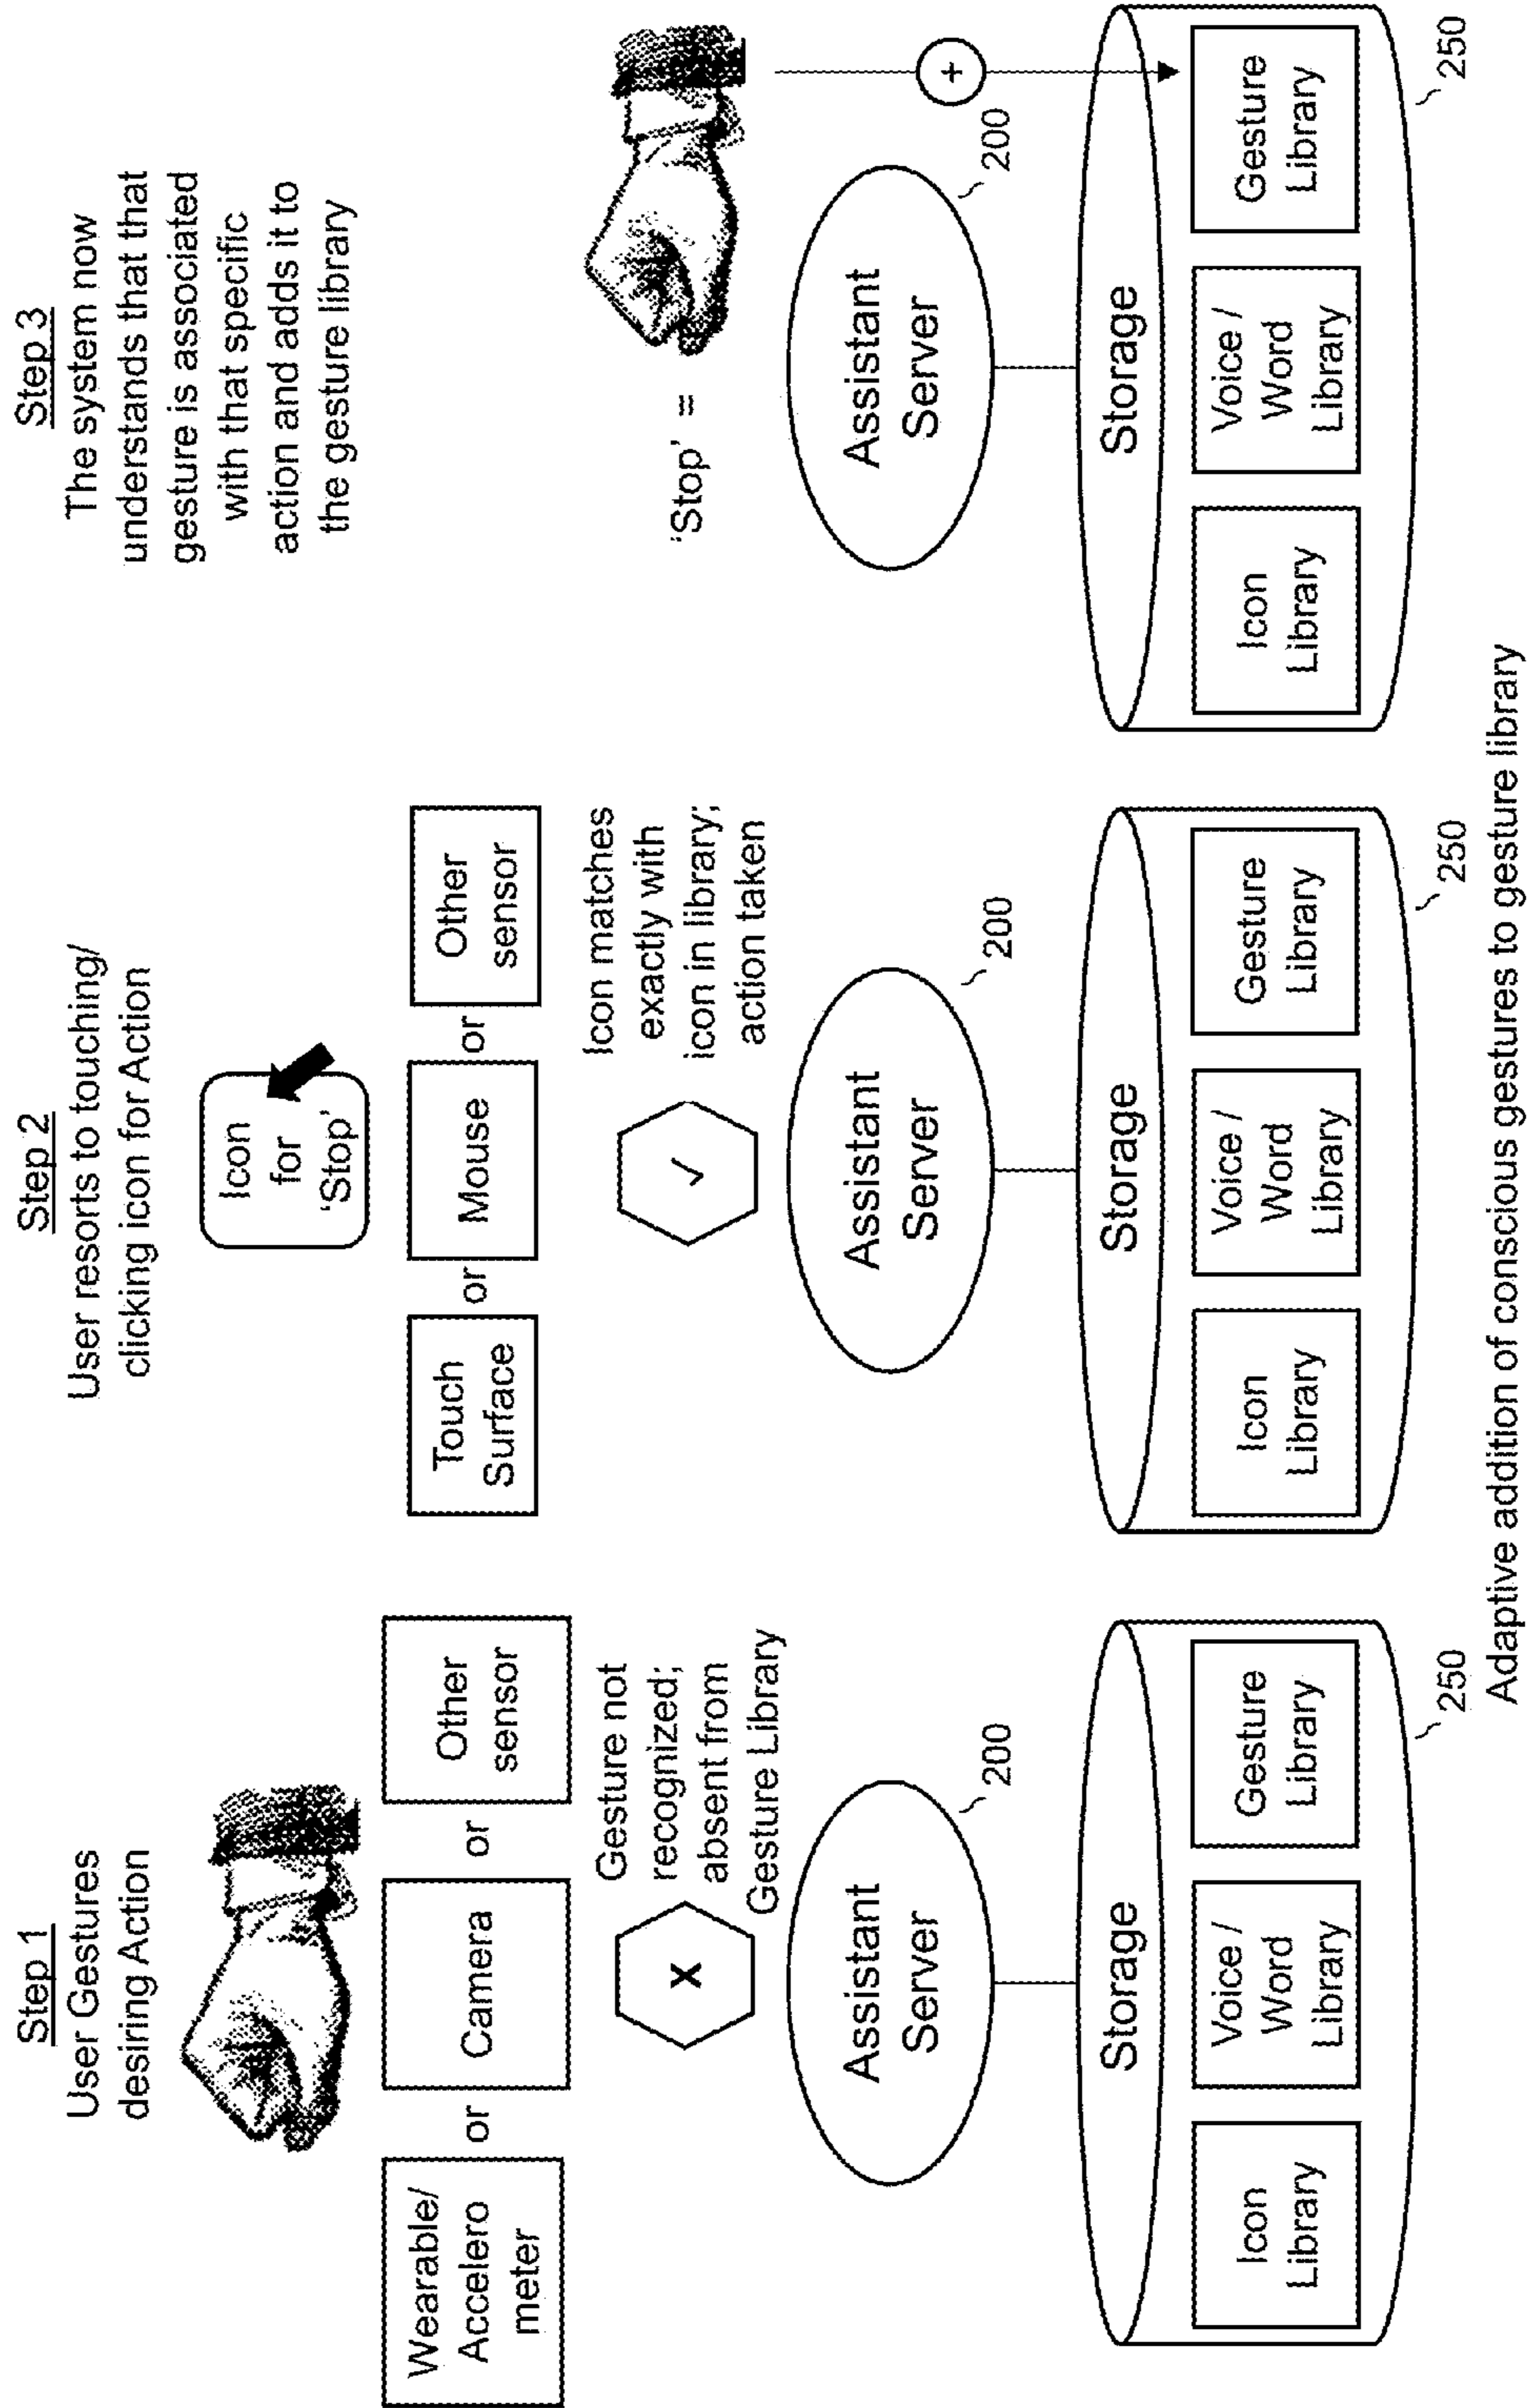 Step 1
User Gestures
desiring Action
Wearable/
Accelero
meter
or
Camera
or
Other
sensor
X
Gesture not
recognized;
absent from
Gesture Library
Assistant
Server
200
Storage
Icon
Library
Voice /
Word
Library
Gesture
Library
250
Step 2
User resorts to touching/
clicking icon for Action
Icon
for
'Stop'
Touch
Surface
or
Mouse
or
Other
sensor
✓
Icon matches
exactly with
icon in library;
action taken
Assistant
Server
200
Storage
Icon
Library
Voice /
Word
Library
Gesture
Library
250
Step 3
The system now
understands that that
gesture is associated
with that specific
action and adds it to
the gesture library
'Stop' =
+
Assistant
Server
200
Storage
Icon
Library
Voice /
Word
Library
Gesture
Library
250
Adaptive addition of conscious gestures to gesture library